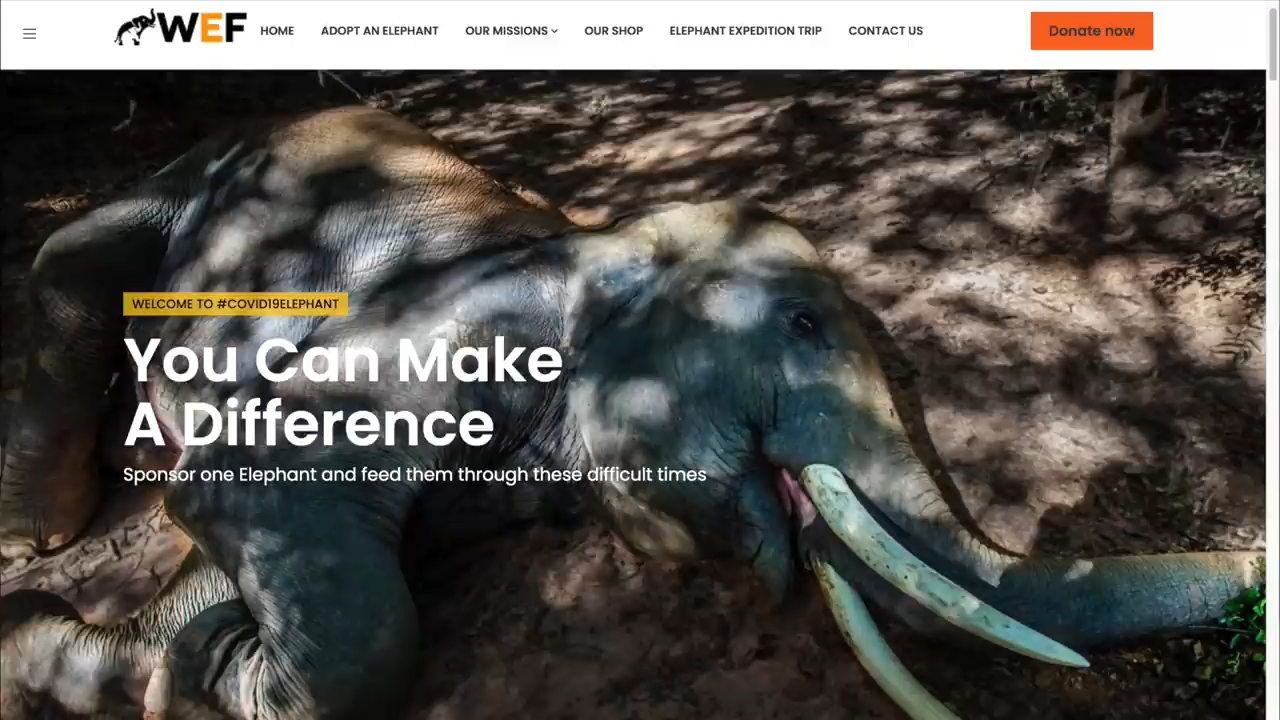 WEF
HOME
ADOPT AN ELEPHANT
OUR MISSIONS
OUR SHOP
ELEPHANT EXPEDITION TRIP
CONTACT US
Donate now
WELCOME TO #COVID19ELEPHANT
You Can Make
A Difference
Sponsor one Elephant and feed them through these difficult times